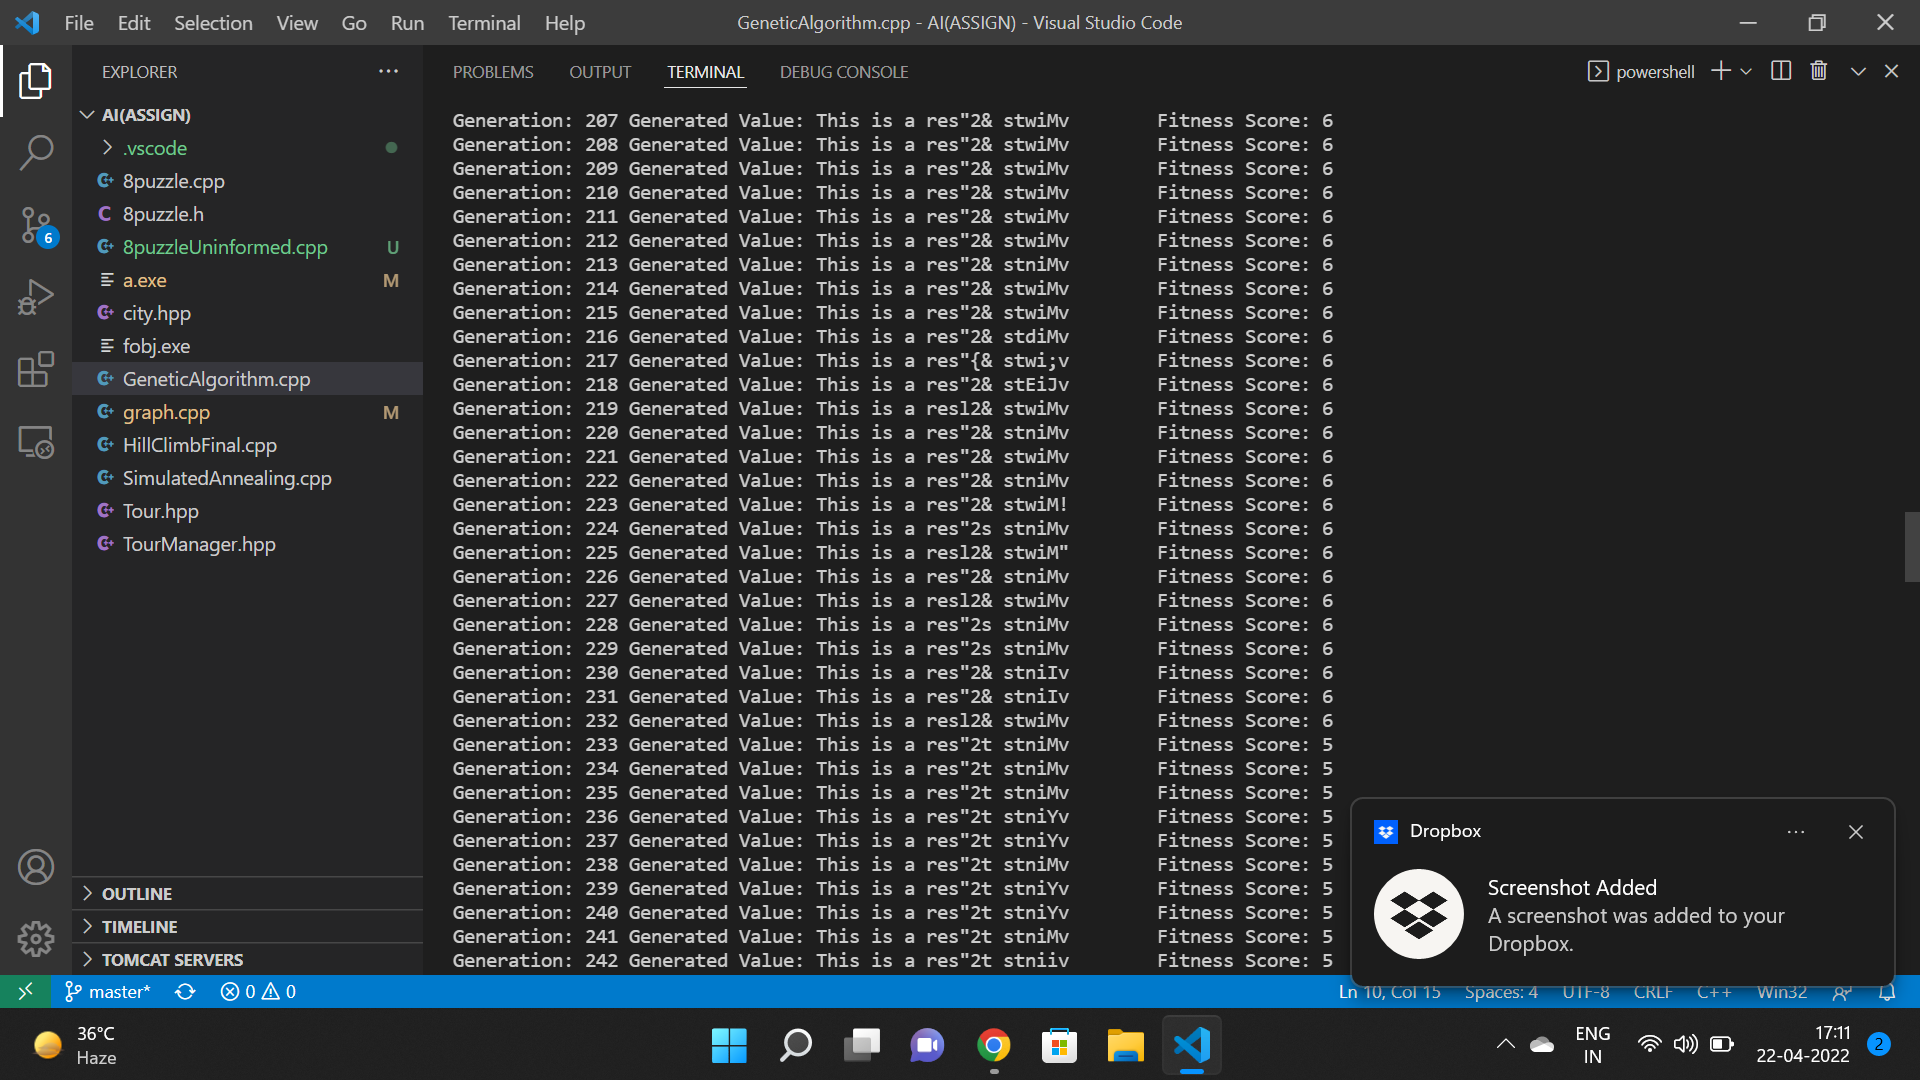 File Edit Selection View Go Run Terminal Help
GeneticAlgorithm.cpp - AI(ASSIGN) - Visual Studio Code
EXPLORER
AI(ASSIGN)
.vscode
8puzzle.cpp
8puzzle.h
8puzzleUninformed.cpp U
a.exe M
city.hpp
fobj.exe
GeneticAlgorithm.cpp
graph.cpp M
HillClimbFinal.cpp
SimulatedAnnealing.cpp
Tour.hpp
TourManager.hpp
OUTLINE
TIMELINE
TOMCAT SERVERS
6
PROBLEMS OUTPUT TERMINAL DEBUG CONSOLE
powershell
Generation: 207 Generated Value: This is a res"2& stwiMv Fitness Score: 6
Generation: 208 Generated Value: This is a res"2& stwiMv Fitness Score: 6
Generation: 209 Generated Value: This is a res"2& stwiMv Fitness Score: 6
Generation: 210 Generated Value: This is a res"2& stwiMv Fitness Score: 6
Generation: 211 Generated Value: This is a res"2& stwiMv Fitness Score: 6
Generation: 212 Generated Value: This is a res"2& stwiMv Fitness Score: 6
Generation: 213 Generated Value: This is a res"2& stniMv Fitness Score: 6
Generation: 214 Generated Value: This is a res"2& stwiMv Fitness Score: 6
Generation: 215 Generated Value: This is a res"2& stwiMv Fitness Score: 6
Generation: 216 Generated Value: This is a res"2& stdiMv Fitness Score: 6
Generation: 217 Generated Value: This is a res"{& stwi;v Fitness Score: 6
Generation: 218 Generated Value: This is a res"2& stEiJv Fitness Score: 6
Generation: 219 Generated Value: This is a resl2& stwiMv Fitness Score: 6
Generation: 220 Generated Value: This is a res"2& stniMv Fitness Score: 6
Generation: 221 Generated Value: This is a res"2& stwiMv Fitness Score: 6
Generation: 222 Generated Value: This is a res"2& stniMv Fitness Score: 6
Generation: 223 Generated Value: This is a res"2& stwiM! Fitness Score: 6
Generation: 224 Generated Value: This is a res"2s stniMv Fitness Score: 6
Generation: 225 Generated Value: This is a resl2& stwiM" Fitness Score: 6
Generation: 226 Generated Value: This is a res"2& stniMv Fitness Score: 6
Generation: 227 Generated Value: This is a resl2& stwiMv Fitness Score: 6
Generation: 228 Generated Value: This is a res"2s stniMv Fitness Score: 6
Generation: 229 Generated Value: This is a res"2s stniMv Fitness Score: 6
Generation: 230 Generated Value: This is a res"2& stniIv Fitness Score: 6
Generation: 231 Generated Value: This is a res"2& stniIv Fitness Score: 6
Generation: 232 Generated Value: This is a resl2& stwiMv Fitness Score: 6
Generation: 233 Generated Value: This is a res"2t stniMv Fitness Score: 5
Generation: 234 Generated Value: This is a res"2t stniMv Fitness Score: 5
Generation: 235 Generated Value: This is a res"2t stniMv Fitness Score: 5
Generation: 236 Generated Value: This is a res"2t stniYv Fitness Score: 5
Generation: 237 Generated Value: This is a res"2t stniYv Fitness Score: 5
Generation: 238 Generated Value: This is a res"2t stniMv Fitness Score: 5
Generation: 239 Generated Value: This is a res"2t stniYv Fitness Score: 5
Generation: 240 Generated Value: This is a res"2t stniYv Fitness Score: 5
Generation: 241 Generated Value: This is a res"2t stniMv Fitness Score: 5
Generation: 242 Generated Value: This is a res"2t stniiv Fitness Score: 5
Dropbox
Screenshot Added
A screenshot was added to your
Dropbox.
master* 0 0 Ln 10, Col 15 Spaces: 4 UTF-8 CRLF C++ Win32
36°C
Haze
ENG
IN
17:11
22-04-2022
2